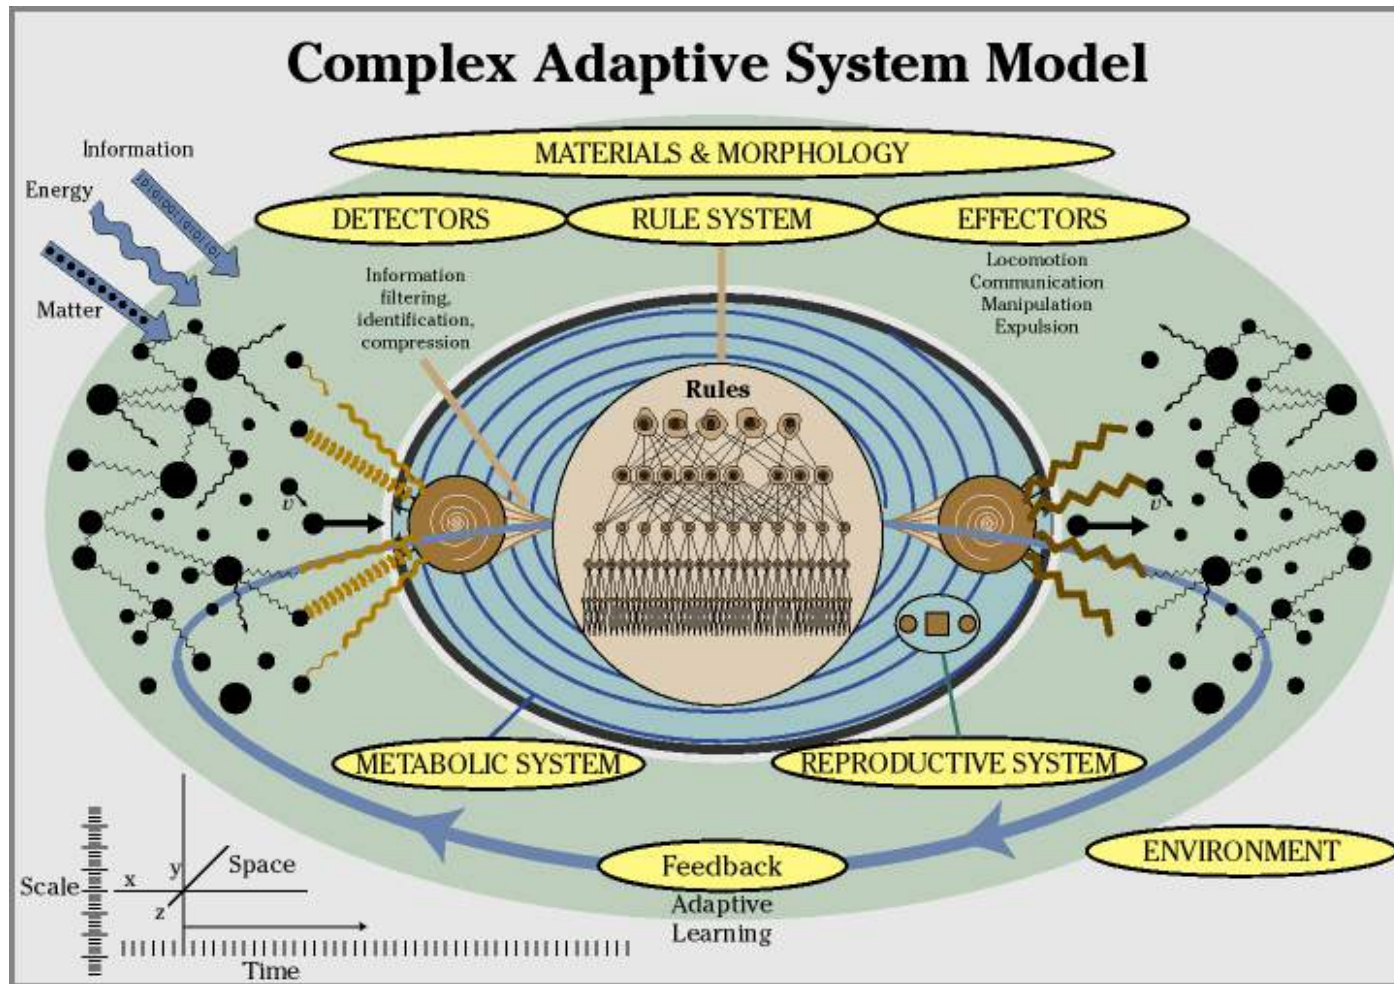 Complex Adaptive System Model
Information
Energy
Matter
MATERIALS & MORPHOLOGY
DETECTORS
RULE SYSTEM
EFFECTORS
Information
filtering,
identification,
compression
Locomotion
Communication
Manipulation
Expulsion
Rules
v
v
METABOLIC SYSTEM
REPRODUCTIVE SYSTEM
ENVIRONMENT
Feedback
Adaptive
Learning
Scale
x
y
z
Space
Time